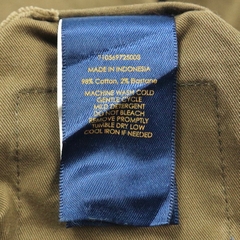 MADE IN INDONESIA
98% Cotton, 2% Elastane
MACHINE WASH COLD
GENTLE CYCLE
MILD DETERGENT
DO NOT BLEACH
REMOVE PROMPTLY
TUMBLE DRY LOW
COOL IRON IF NEEDED